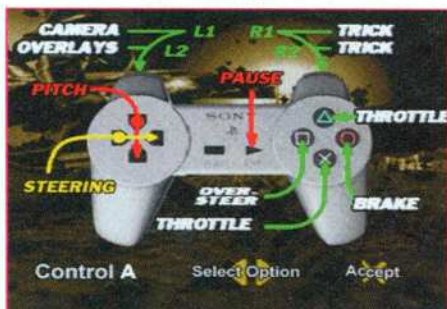 CAMERA L1 R1 TRICK
OVERLAYS L2 R2 TRICK
PITCH PAUSE
SONY
THROTTLE
STEERING
OVER-
STEER
BRAKE
THROTTLE
Control A Select Option Accept